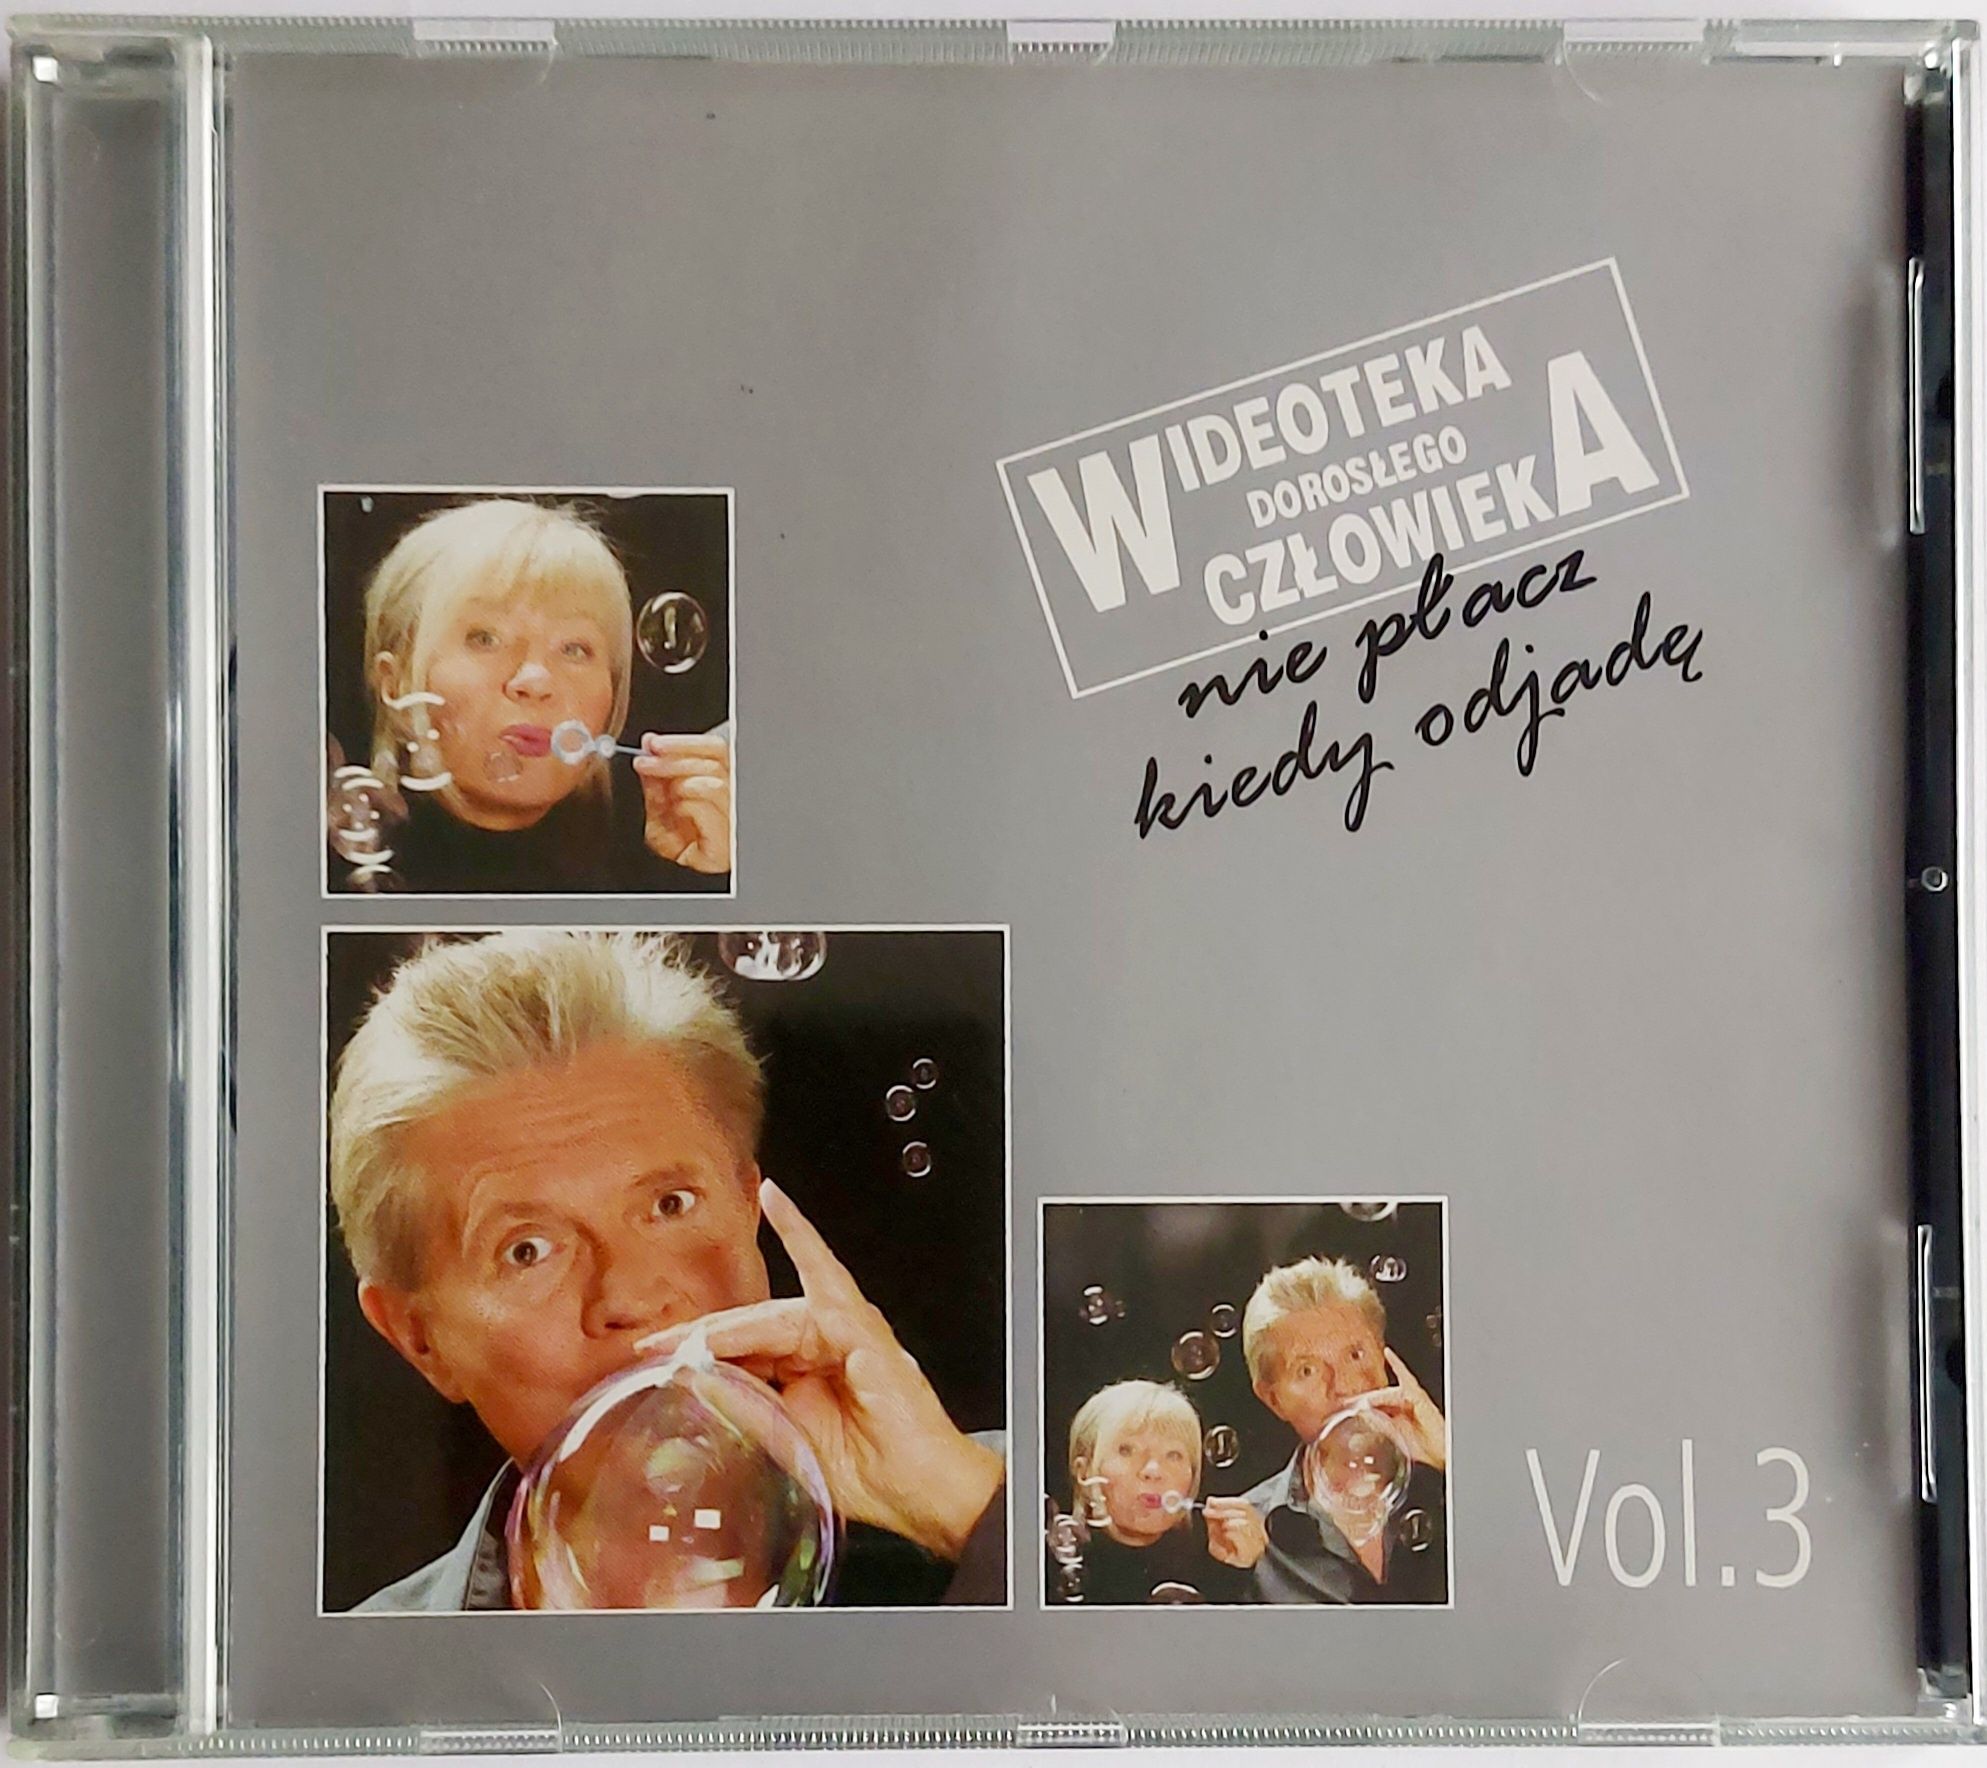 WIDEOTEKA
DOROSŁEGO
CZŁOWIEKA
nie płacz
kiedy odjadę
Vol.3